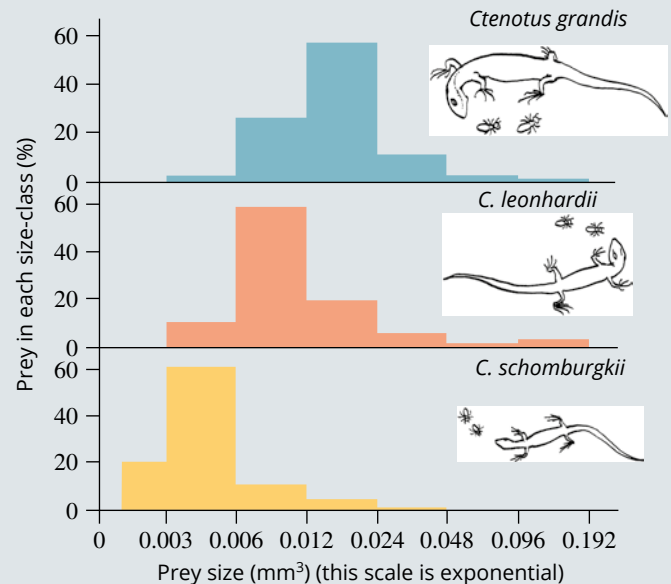 Ctenotus grandis
60
40
20
0
C. leonhardii
60
40
20
0
C. schomburgkii
60
40
20
0
Prey in each size-class (%)
0 0.003 0.006 0.012 0.024 0.048 0.096 0.192
Prey size (mm³) (this scale is exponential)